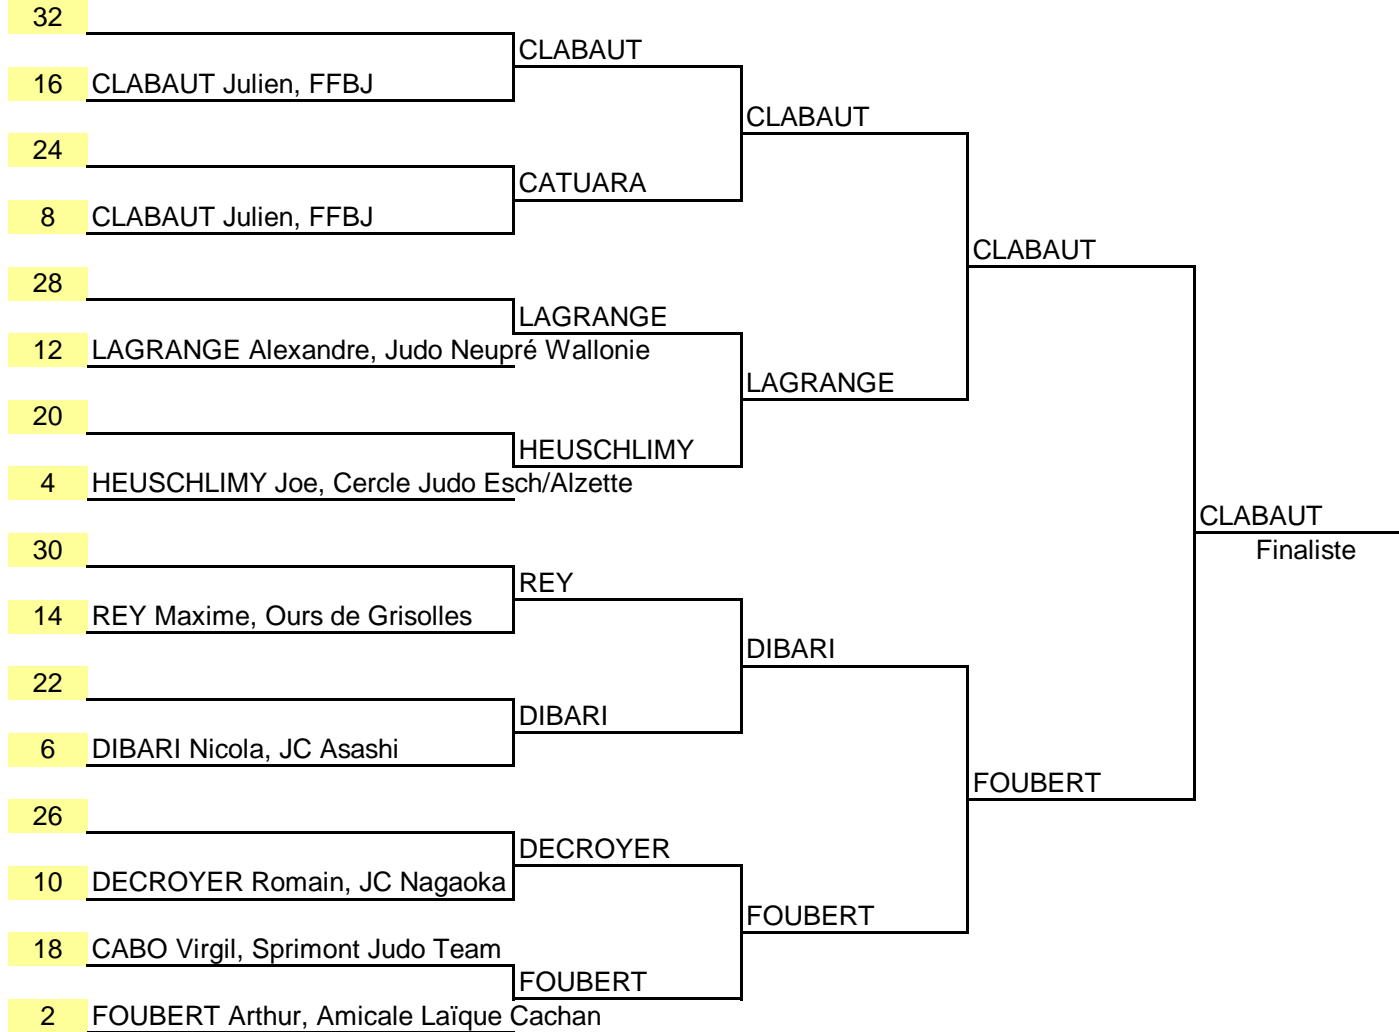 32
CLABAUT
16 CLABAUT Julien, FFBJ
CLABAUT
24
CATUARA
8 CLABAUT Julien, FFBJ
CLABAUT
28
LAGRANGE
12 LAGRANGE Alexandre, Judo Neupré Wallonie
LAGRANGE
20
HEUSCHLIMY
4 HEUSCHLIMY Joe, Cercle Judo Esch/Alzette
CLABAUT
30 Finaliste
REY
14 REY Maxime, Ours de Grisolles
DIBARI
22
DIBARI
6 DIBARI Nicola, JC Asashi
FOUBERT
26
DECROYER
10 DECROYER Romain, JC Nagaoka
FOUBERT
18 CABO Virgil, Sprimont Judo Team
FOUBERT
2 FOUBERT Arthur, Amicale Laïque Cachan